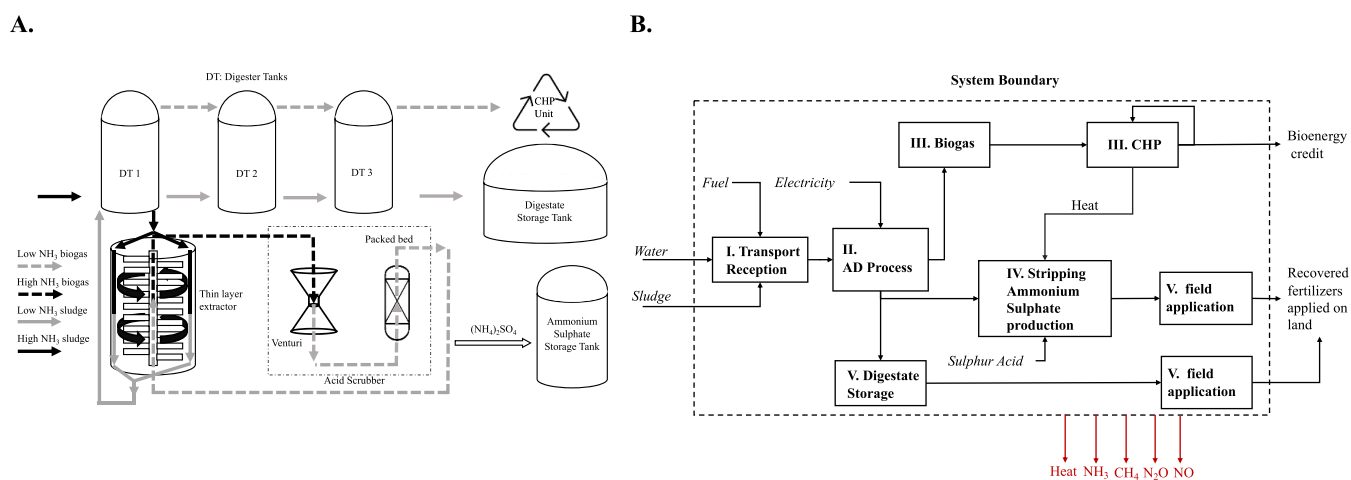 A.
DT: Digester Tanks
CHP
Unit
DT 1
DT 2
DT 3
Digestate
Storage Tank
Low NH3 biogas
High NH3 biogas
Low NH3 sludge
High NH3 sludge
Thin layer
extractor
Packed bed
Venturi
Acid Scrubber
(NH4)2SO4
Ammonium
Sulphate
Storage Tank
B.
System Boundary
III. Biogas
III. CHP
Bioenergy
credit
Fuel
Electricity
Heat
Water
Sludge
I. Transport
Reception
II.
AD Process
IV. Stripping
Ammonium
Sulphate
production
V. field
application
Recovered
fertilizers
applied on
land
Sulphur Acid
V. Digestate
Storage
V. field
application
Heat NH3 CH4 N2O NO